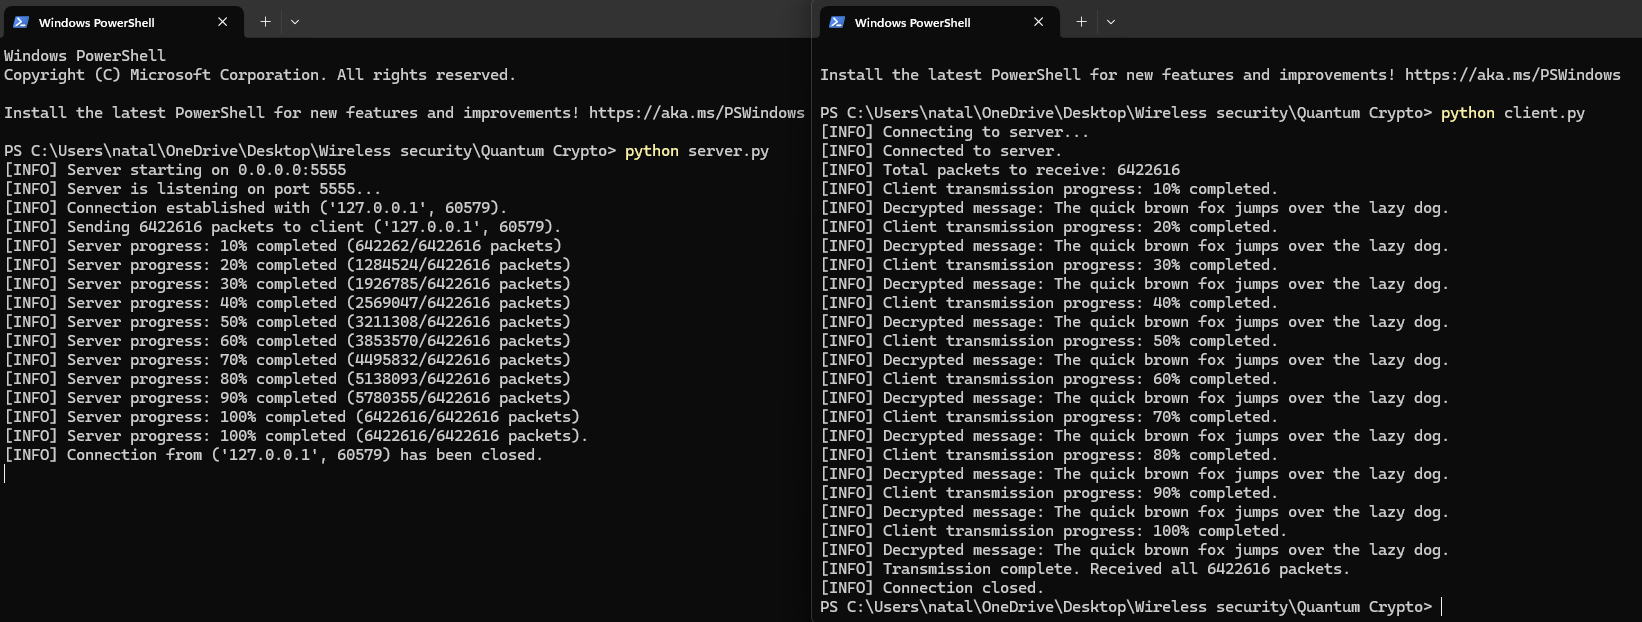 Windows PowerShell
Windows PowerShell
Copyright (C) Microsoft Corporation. All rights reserved.
Install the latest PowerShell for new features and improvements! https://aka.ms/PSWindows
PS C:\Users\natal\OneDrive\Desktop\Wireless security\Quantum Crypto> python server.py
[INFO] Server starting on 0.0.0.0:5555
[INFO] Server is listening on port 5555...
[INFO] Connection established with ('127.0.0.1', 60579).
[INFO] Sending 6422616 packets to client ('127.0.0.1', 60579).
[INFO] Server progress: 10% completed (642262/6422616 packets)
[INFO] Server progress: 20% completed (1284524/6422616 packets)
[INFO] Server progress: 30% completed (1926785/6422616 packets)
[INFO] Server progress: 40% completed (2569047/6422616 packets)
[INFO] Server progress: 50% completed (3211308/6422616 packets)
[INFO] Server progress: 60% completed (3853570/6422616 packets)
[INFO] Server progress: 70% completed (4495832/6422616 packets)
[INFO] Server progress: 80% completed (5138093/6422616 packets)
[INFO] Server progress: 90% completed (5780355/6422616 packets)
[INFO] Server progress: 100% completed (6422616/6422616 packets)
[INFO] Server progress: 100% completed (6422616/6422616 packets).
[INFO] Connection from ('127.0.0.1', 60579) has been closed.
Windows PowerShell
Install the latest PowerShell for new features and improvements! https://aka.ms/PSWindows
PS C:\Users\natal\OneDrive\Desktop\Wireless security\Quantum Crypto> python client.py
[INFO] Connecting to server...
[INFO] Connected to server.
[INFO] Total packets to receive: 6422616
[INFO] Client transmission progress: 10% completed.
[INFO] Decrypted message: The quick brown fox jumps over the lazy dog.
[INFO] Client transmission progress: 20% completed.
[INFO] Decrypted message: The quick brown fox jumps over the lazy dog.
[INFO] Client transmission progress: 30% completed.
[INFO] Decrypted message: The quick brown fox jumps over the lazy dog.
[INFO] Client transmission progress: 40% completed.
[INFO] Decrypted message: The quick brown fox jumps over the lazy dog.
[INFO] Client transmission progress: 50% completed.
[INFO] Decrypted message: The quick brown fox jumps over the lazy dog.
[INFO] Client transmission progress: 60% completed.
[INFO] Decrypted message: The quick brown fox jumps over the lazy dog.
[INFO] Client transmission progress: 70% completed.
[INFO] Decrypted message: The quick brown fox jumps over the lazy dog.
[INFO] Client transmission progress: 80% completed.
[INFO] Decrypted message: The quick brown fox jumps over the lazy dog.
[INFO] Client transmission progress: 90% completed.
[INFO] Decrypted message: The quick brown fox jumps over the lazy dog.
[INFO] Client transmission progress: 100% completed.
[INFO] Decrypted message: The quick brown fox jumps over the lazy dog.
[INFO] Transmission complete. Received all 6422616 packets.
[INFO] Connection closed.
PS C:\Users\natal\OneDrive\Desktop\Wireless security\Quantum Crypto>